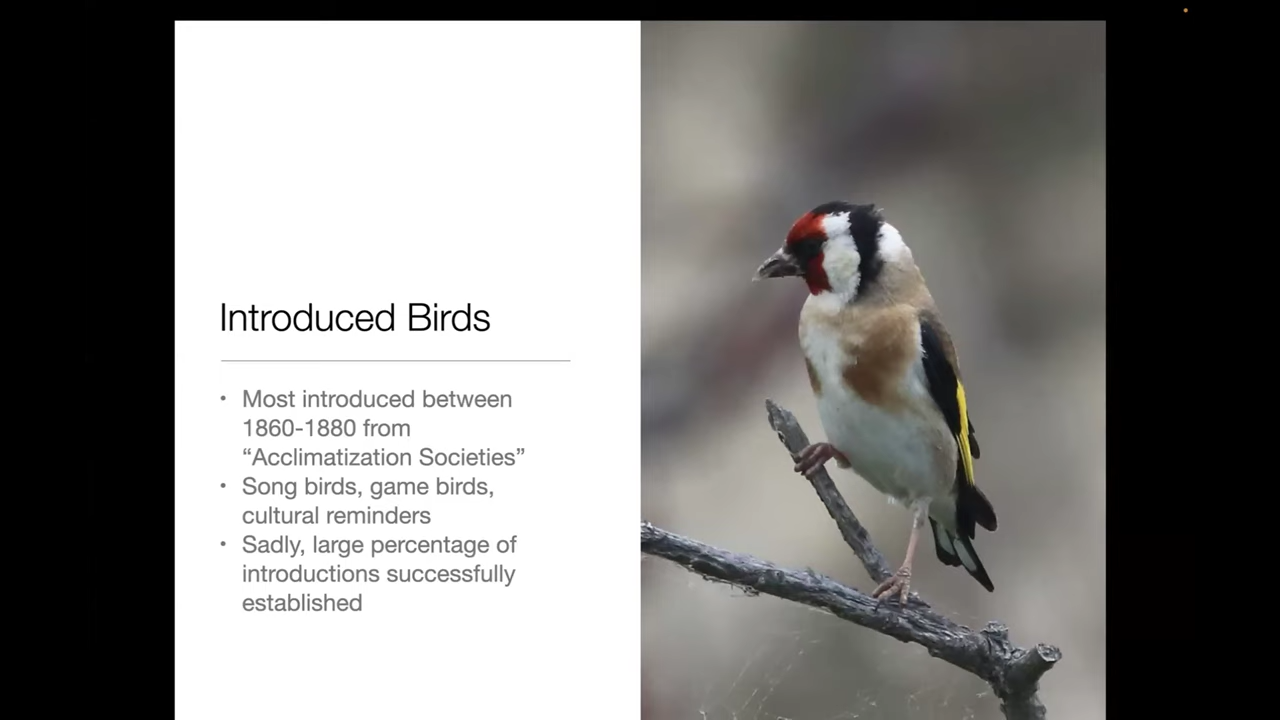 Introduced Birds
• Most introduced between
1860-1880 from
“Acclimatization Societies”
• Song birds, game birds,
cultural reminders
• Sadly, large percentage of
introductions successfully
established